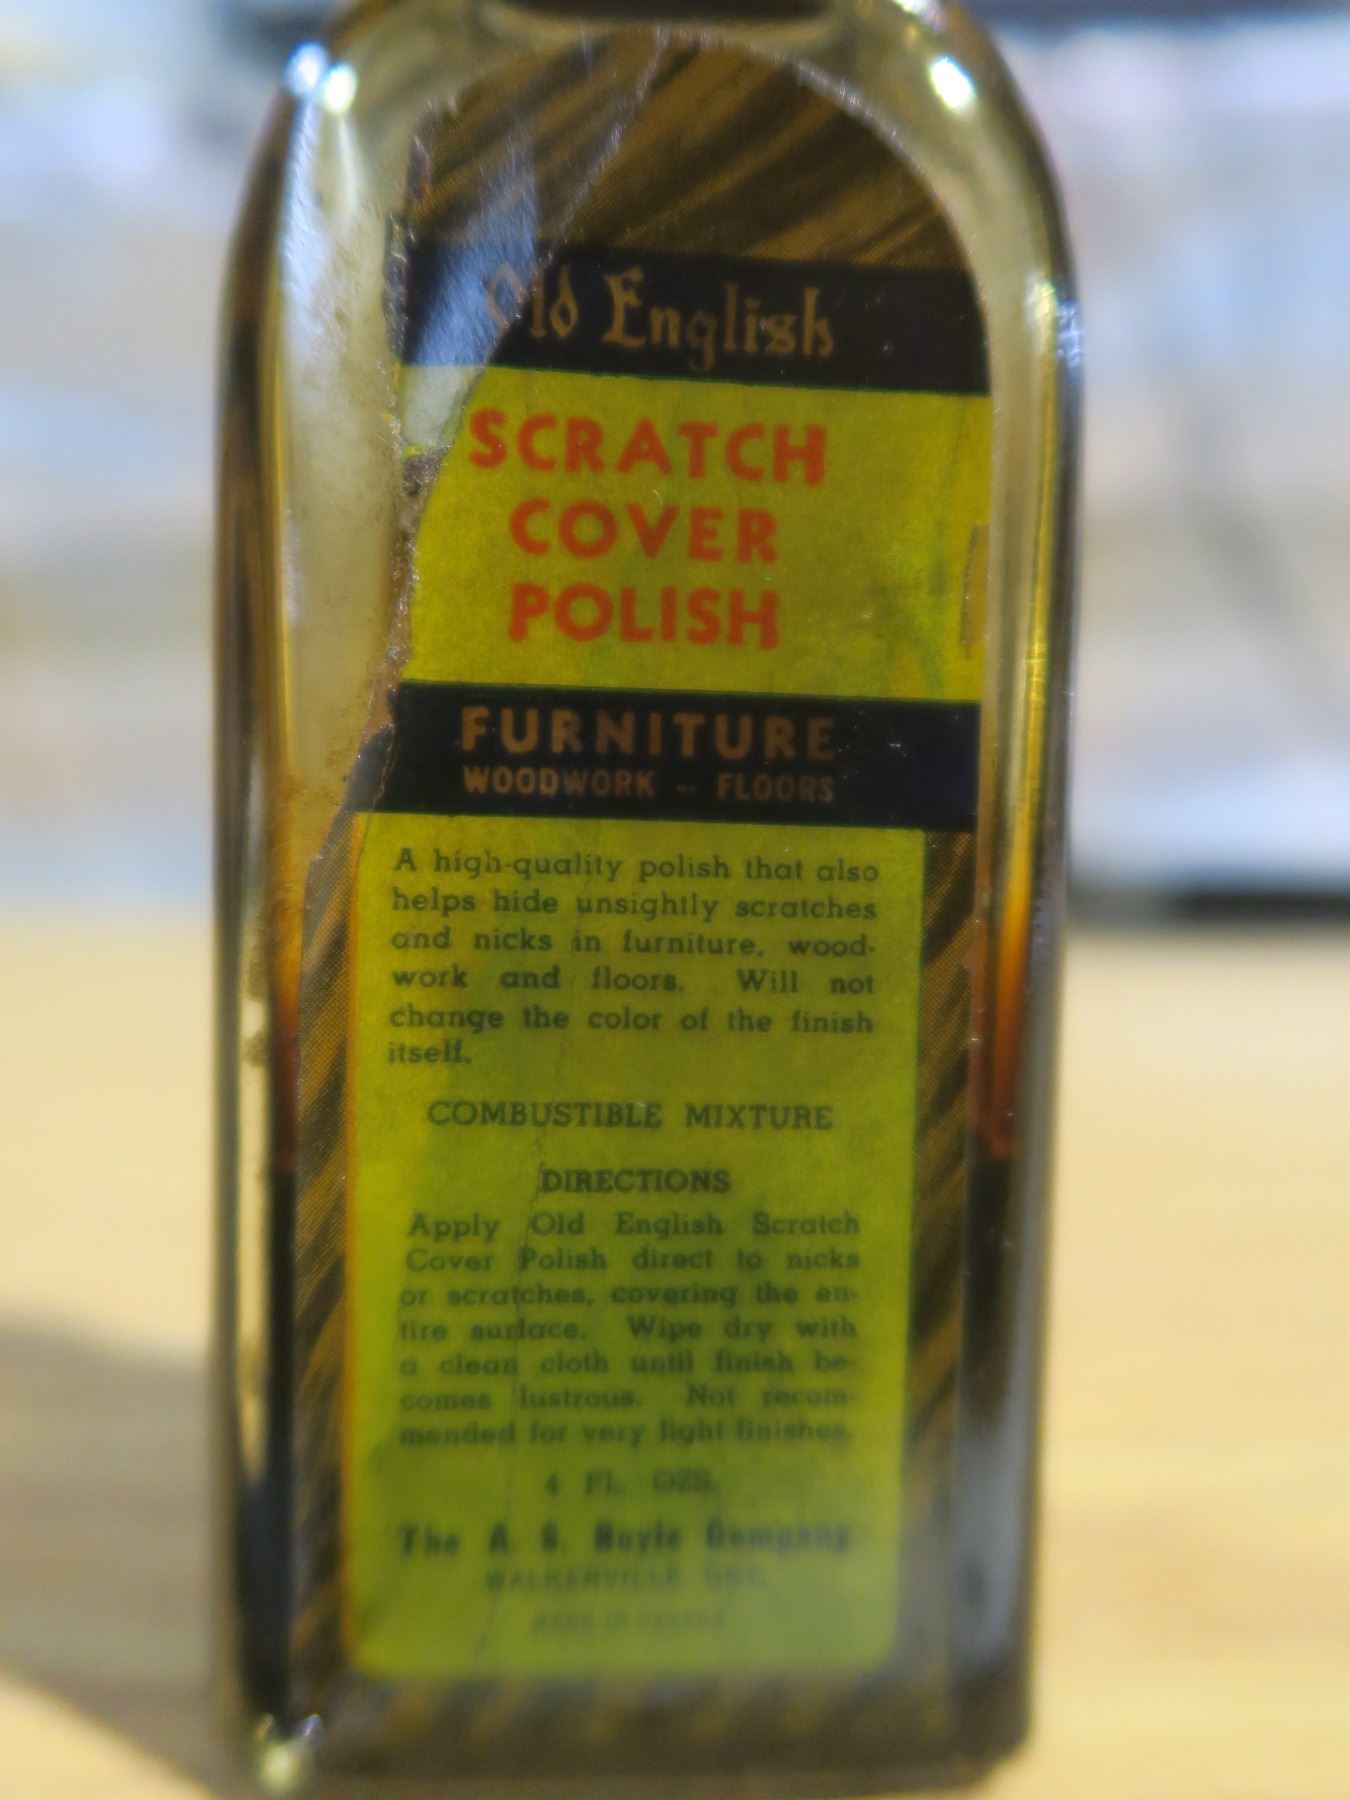 Old English
SCRATCH
COVER
POLISH
FURNITURE
WOODWORK -- FLOORS
A high-quality polish that also
helps hide unsightly scratches
and nicks in furniture, wood-
work and floors. Will not
change the color of the finish
itself.
COMBUSTIBLE MIXTURE
DIRECTIONS
Apply Old English Scratch
Cover Polish direct to nicks
or scratches, covering the en-
tire surface. Wipe dry with
a clean cloth until finish be-
comes lustrous. Not recom-
mended for very light finishes.
4 FL. OZS.
The A. S. Boyle Company
WALKERVILLE ONT.
MADE IN CANADA